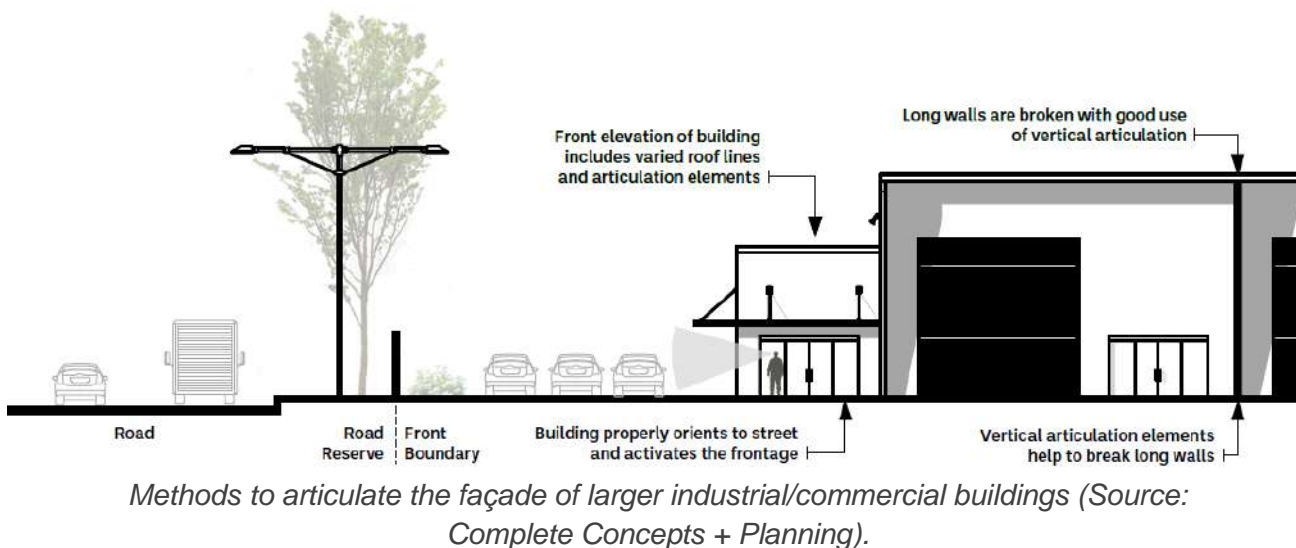 Long walls are broken with good use
of vertical articulation
Front elevation of building
includes varied roof lines
and articulation elements
Road
Road
Reserve
Front
Boundary
Building properly orients to street
and activates the frontage
Vertical articulation elements
help to break long walls
Methods to articulate the façade of larger industrial/commercial buildings (Source:
Complete Concepts + Planning).